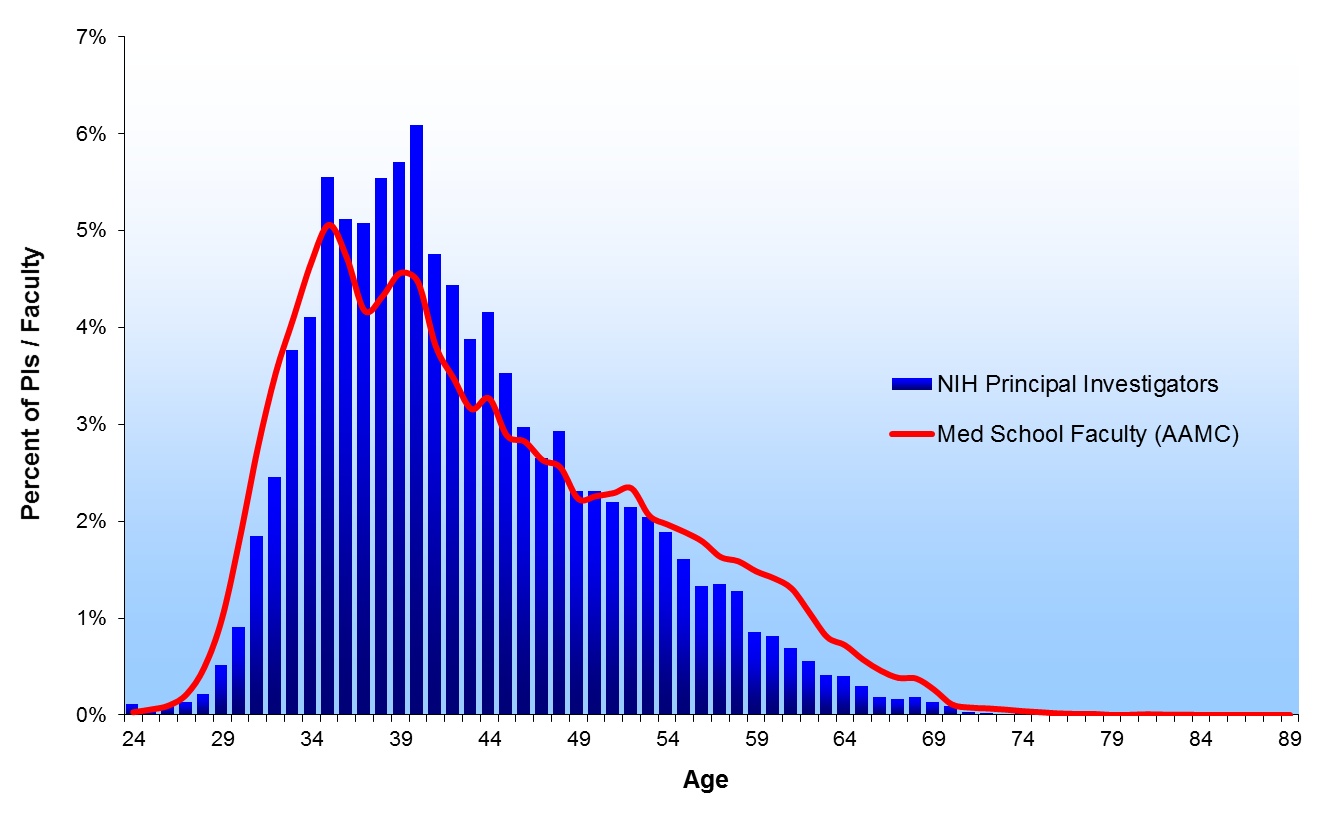 7%
6%
5%
4%
3%
2%
1%
0%
Percent of PIs / Faculty
NIH Principal Investigators
Med School Faculty (AAMC)
24 29 34 39 44 49 54 59 64 69 74 79 84 89
Age